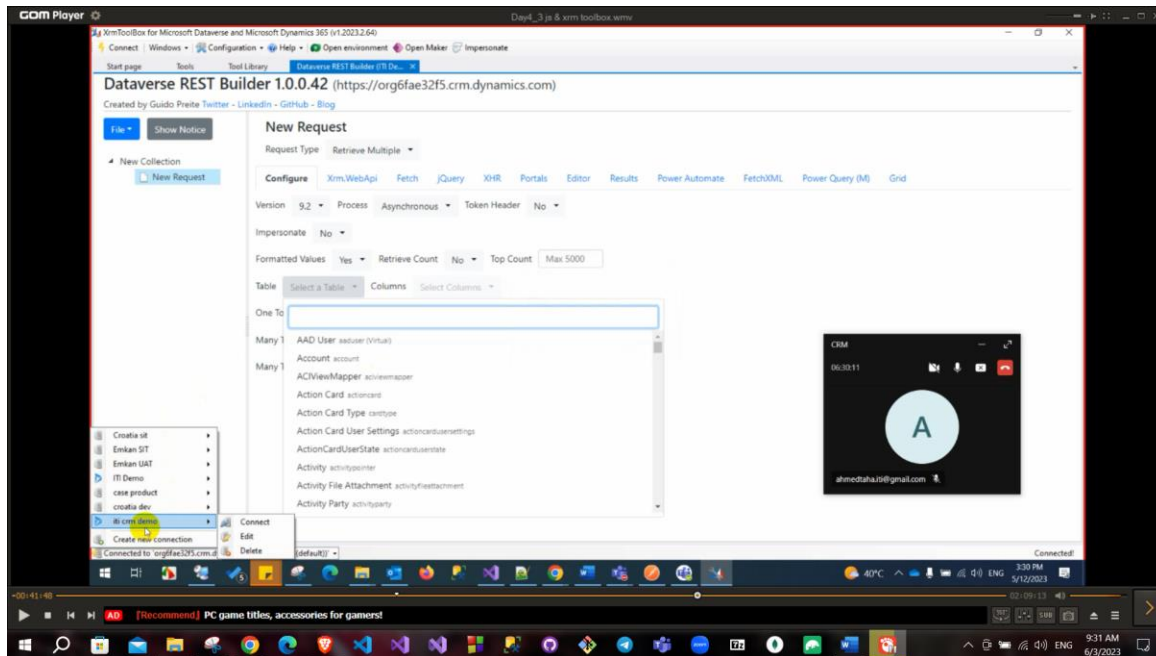 GOM Player
Day4_3 js & xrm toolbox.wmv
XrmToolBox for Microsoft Dataverse and Microsoft Dynamics 365 (v1.2023.2.64)
Connect Windows Configuration Help Open environment Open Maker Impersonate
Start page Tools Tool Library Dataverse REST Builder (ITI De...
Dataverse REST Builder 1.0.0.42 (https://org6fae32f5.crm.dynamics.com)
Created by Guido Preite Twitter - LinkedIn - GitHub - Blog
File Show Notice New Request
Request Type Retrieve Multiple
New Collection
New Request
Configure Xrm.WebApi Fetch jQuery XHR Portals Editor Results Power Automate FetchXML Power Query (M) Grid
Version 9.2 Process Asynchronous Token Header No
Impersonate No
Formatted Values Yes Retrieve Count No Top Count Max 5000
Table Select a Table Columns Select Columns
One To
Many T AAD User aaduser (Virtual)
Account account
Many T
ACIViewMapper aciviewmapper
Action Card actioncard
Action Card Type cardtype
Action Card User Settings actioncardusersettings
ActionCardUserState actioncarduserstate
Activity activitypointer
Activity File Attachment activityfileattachment
Activity Party activityparty
CRM
06:30:11
A
ahmedtaha.iti@gmail.com
Croatia sit
Emkan SIT
Emkan UAT
ITI Demo
case product
croatia dev
iti crm demo
Create new connection
Connect
Edit
Delete
Connected to 'org6fae32f5.crm.d (default))' Connected!
40°C ENG 3:30 PM
5/12/2023
-00:41:48 02:09:13
AD [Recommend] PC game titles, accessories for gamers!
SUB
ENG 9:31 AM
6/3/2023